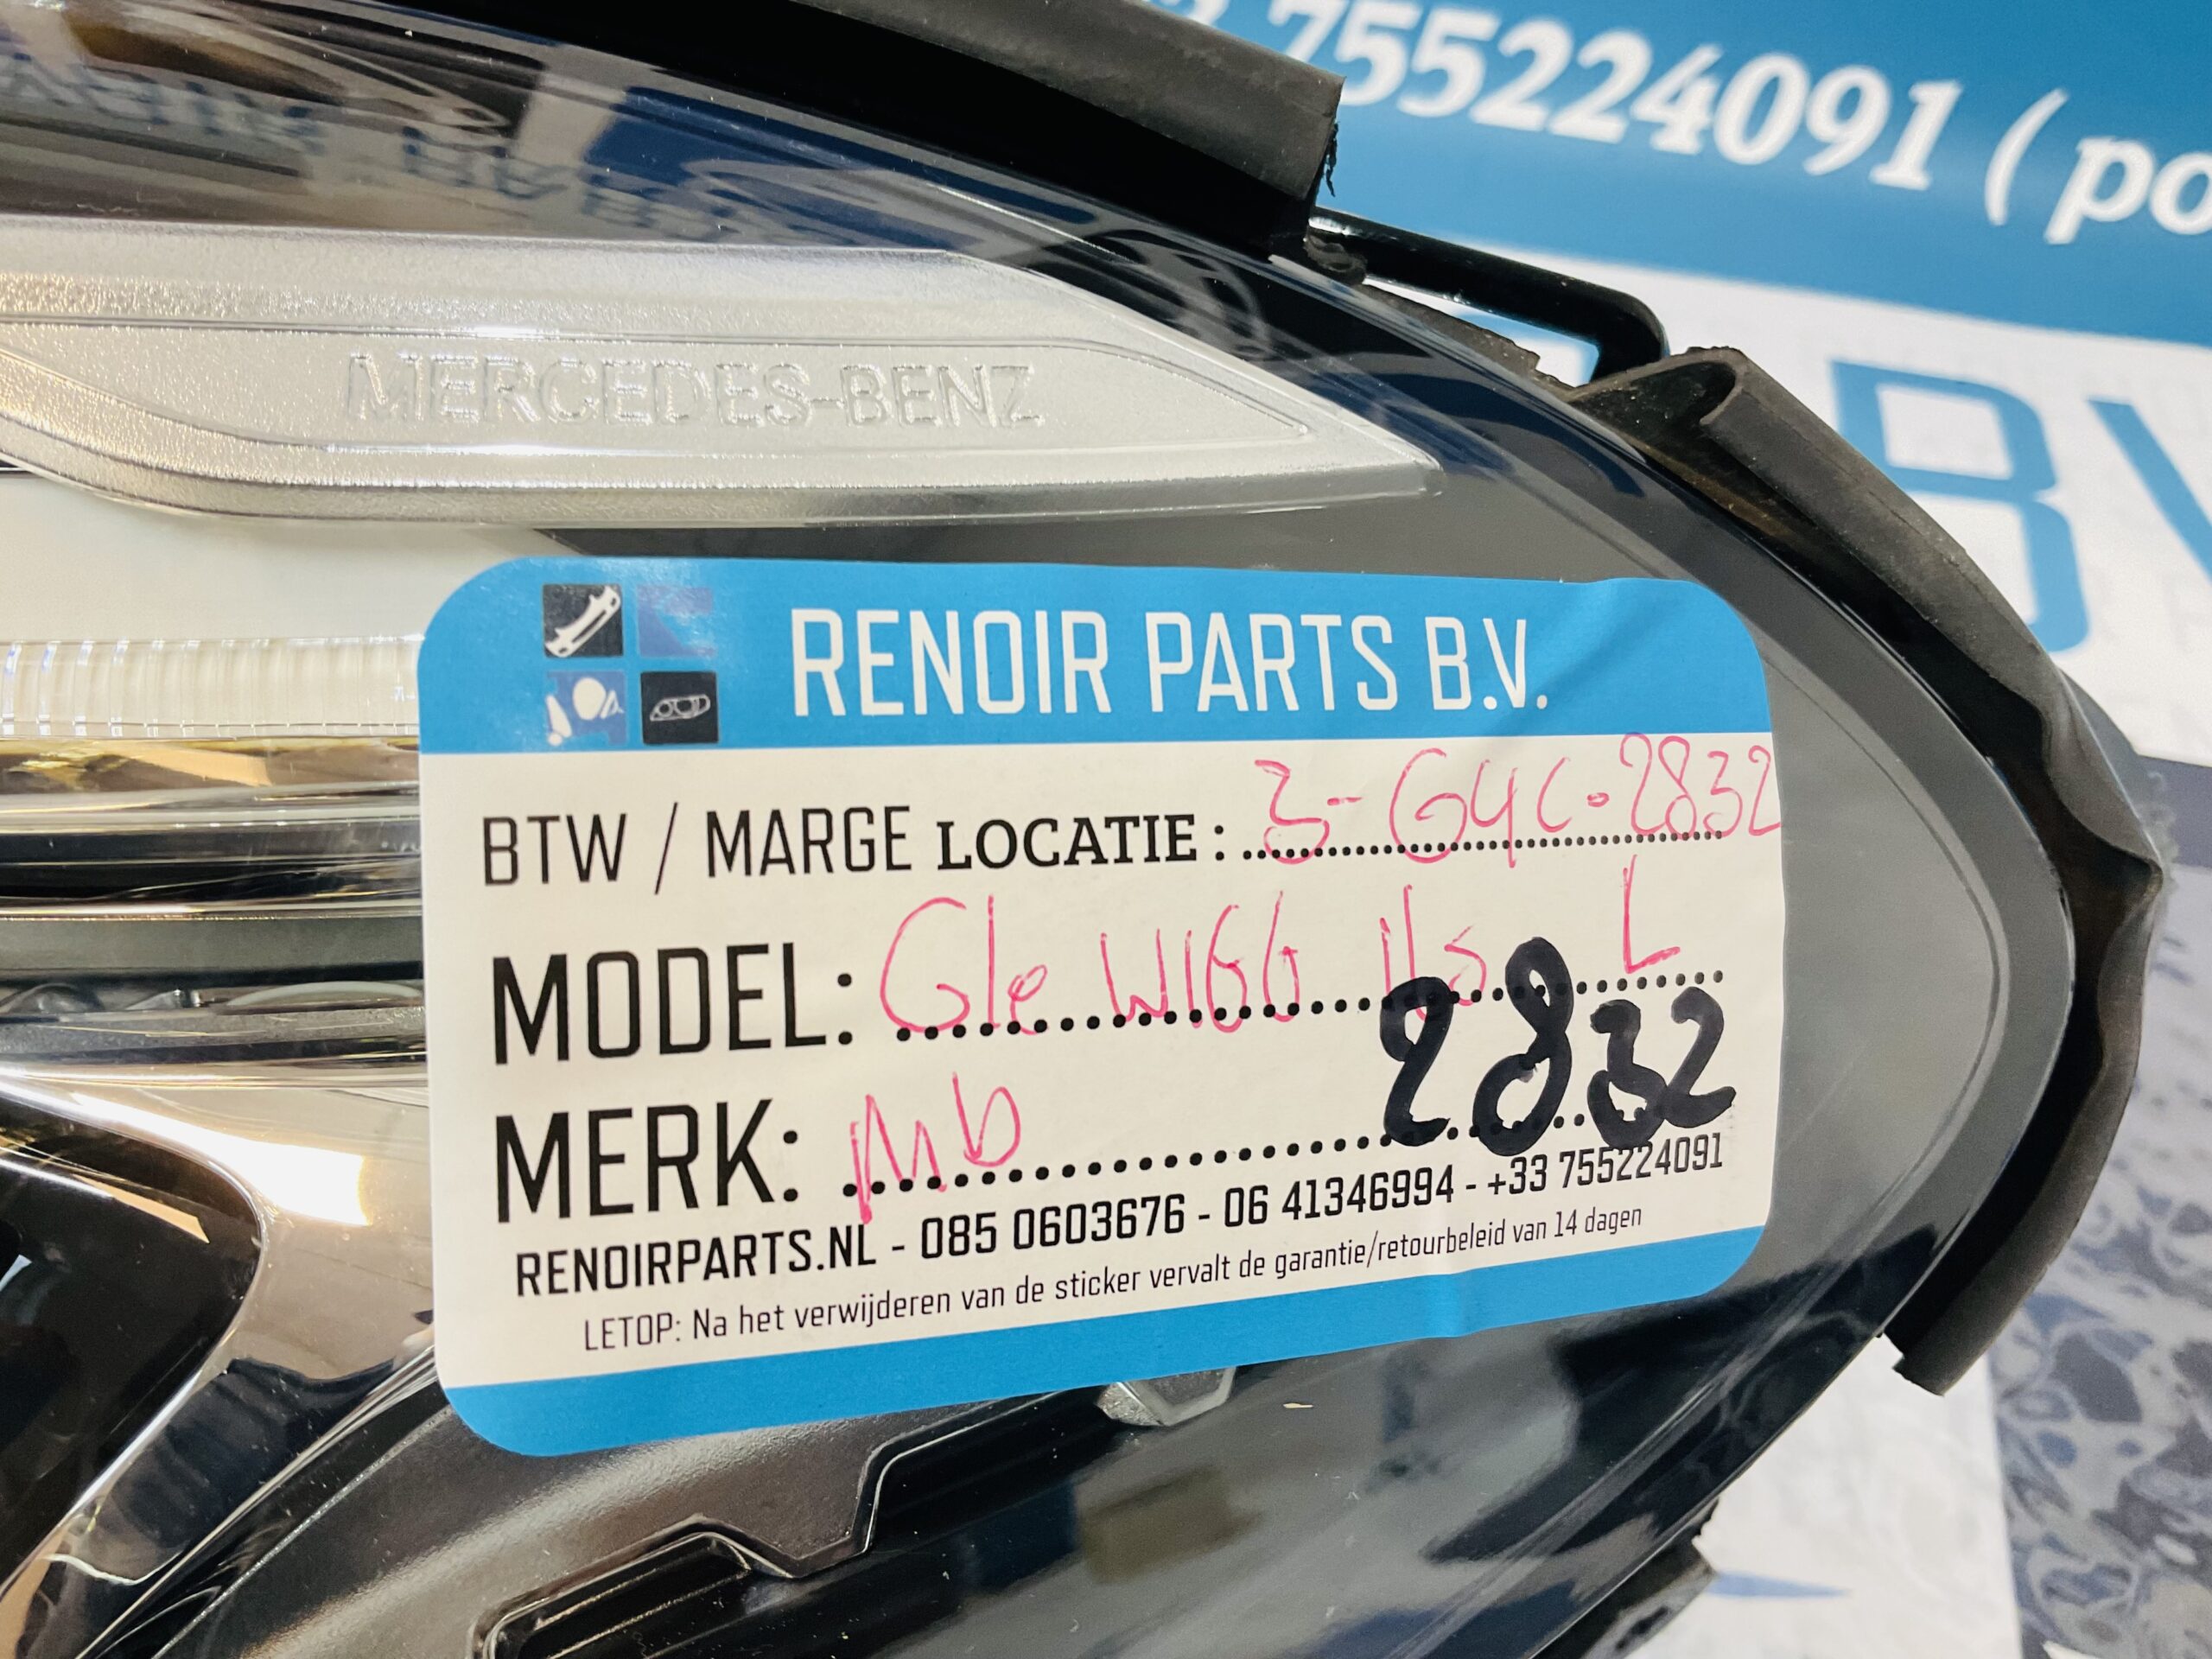 755224091 ( po
BV
MERCEDES-BENZ
RENOIR PARTS B.V.
BTW / MARGE LOCATIE : 3-G4C-2832
MODEL: Gle W166 ils L
2832
MERK: Mb
RENOIRPARTS.NL - 085 0603676 - 06 41346994 - +33 755224091
LETOP: Na het verwijderen van de sticker vervalt de garantie/retourbeleid van 14 dagen